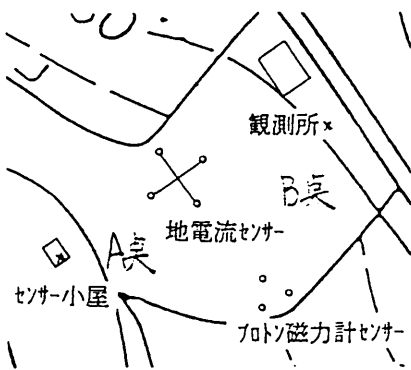 観測所×
B点
地電流センサー
A点
センサー小屋
プロトン磁力計センサー